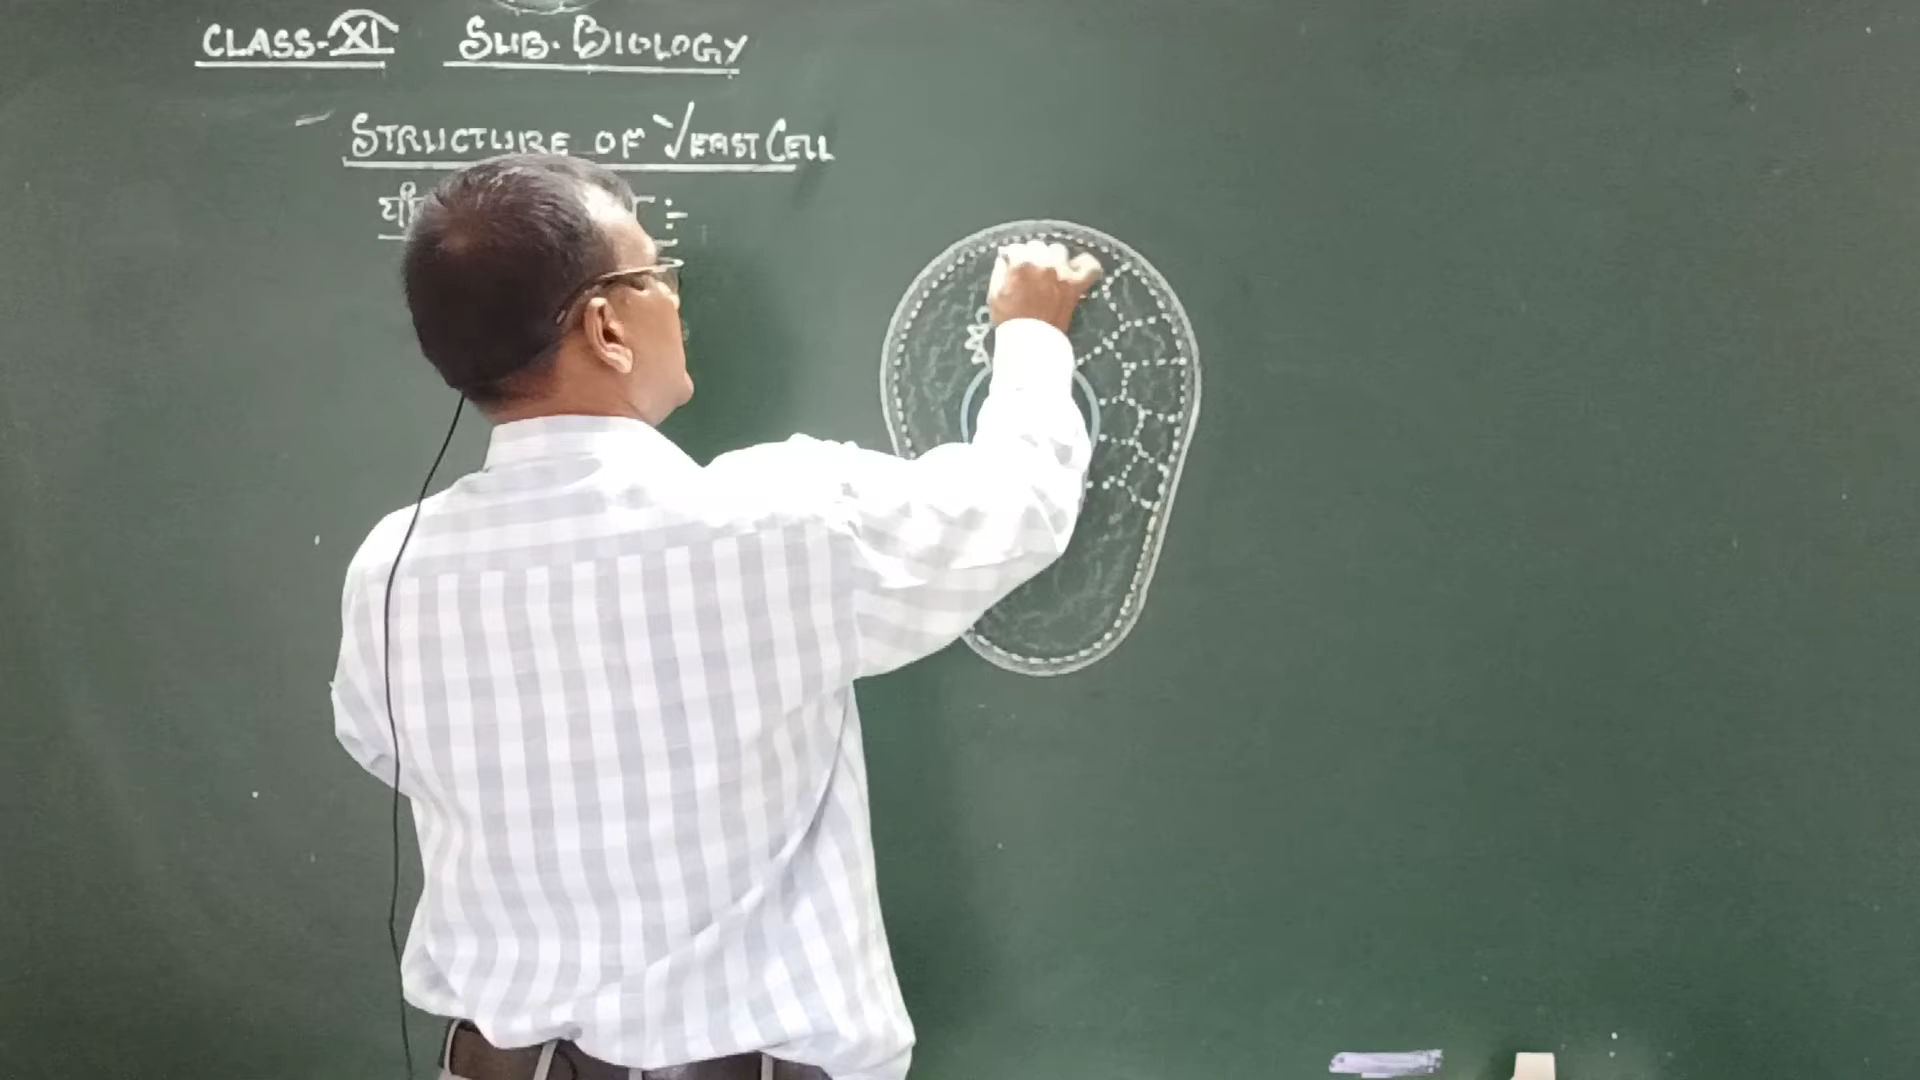 CLASS-XI SUB. BIOLOGY
STRUCTURE OF YEAST CELL